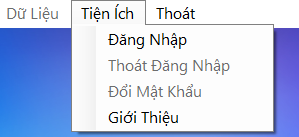 Dữ Liệu Tiện Ích Thoát
Đăng Nhập
Thoát Đăng Nhập
Đổi Mật Khẩu
Giới Thiệu